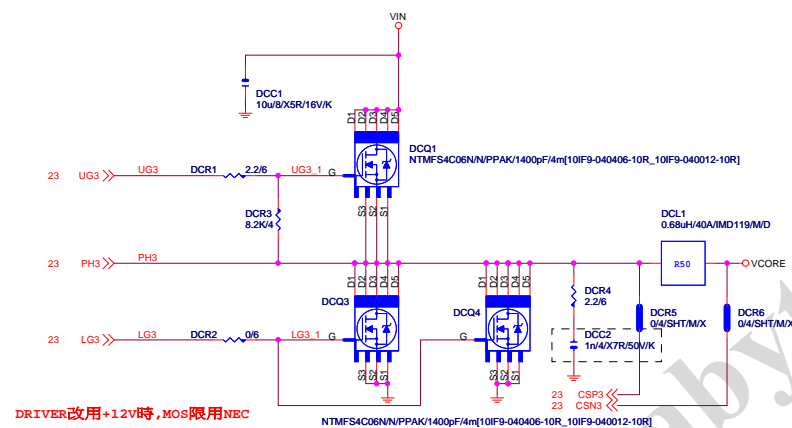 VIN
DCC1
10u/8/X5R/16V/K
D1
D2
D3
D4
D5
DCQ1
NTMFS4C06N/N/PPAK/1400pF/4m[10IF9-040406-10R_10IF9-040012-10R]
23 UG3 UG3 DCR1 2.2/6 UG3_1 G
S3
S2
S1
DCR3
8.2K/4
DCL1
0.68uH/40A/IMD119/M/D
23 PH3 PH3
R50
VCORE
D1
D2
D3
D4
D5
D1
D2
D3
D4
D5
DCR4
2.2/6
DCQ3
DCQ4
DCR5
0/4/SHT/M/X
DCR6
0/4/SHT/M/X
23 LG3 LG3 DCR2 0/6 LG3_1 G
G
DCC2
1n/4/X7R/50V/K
S3
S2
S1
S3
S2
S1
23 CSP3
23 CSN3
DRIVER改用+12V時,MOS限用NEC
NTMFS4C06N/N/PPAK/1400pF/4m[10IF9-040406-10R_10IF9-040012-10R]